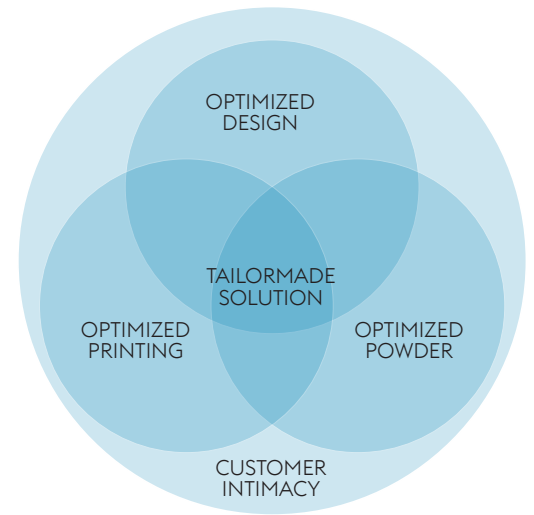 OPTIMIZED
DESIGN
TAILORMADE
SOLUTION
OPTIMIZED
PRINTING
OPTIMIZED
POWDER
CUSTOMER
INTIMACY